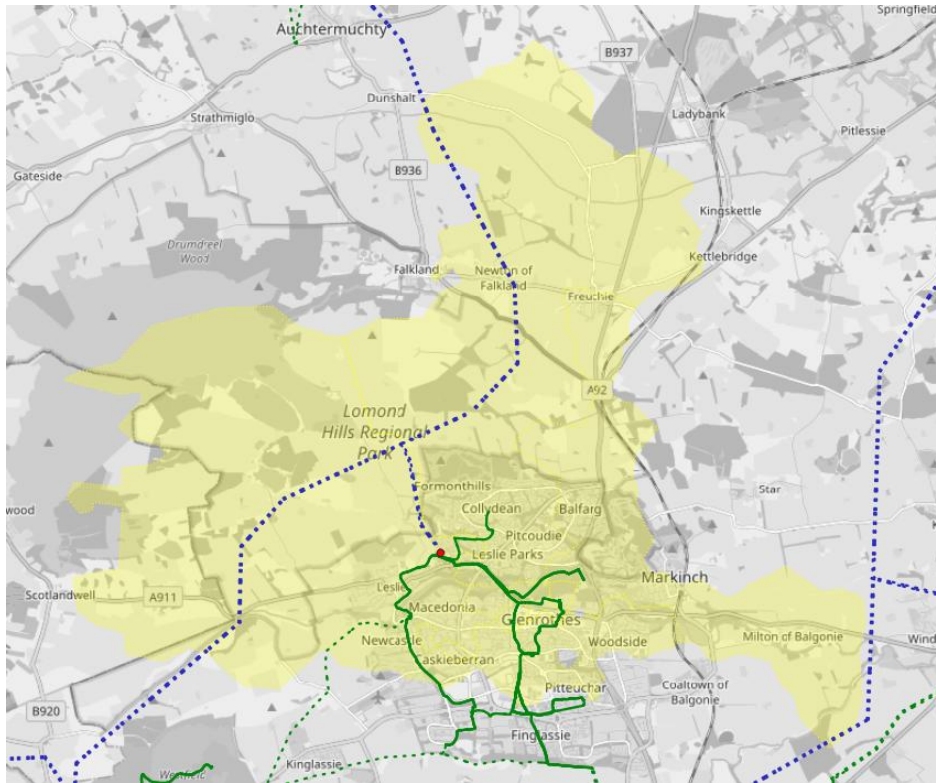 Auchtermuchty
Springfield
B937
Dunshalt
Ladybank
Strathmiglo
Pitlessie
B936
Gateside
Kingskettle
Drumdreel
Wood
Kettlebridge
Falkland
Newton of
Falkland
Freuchie
A92
Lomond
Hills Regional
Park
Formonthills
Star
wood
Collydean
Balfarg
Pitcoudie
Leslie Parks
Markinch
Leslie
Scotlandwell
A911
Macedonia
Glenrothes
Newcastle
Woodside
Milton of Balgonie
Wind
Caskieberran
Pitteuchar
Coaltown of
Balgonie
B920
Finglassie
Kinglassie
Westfield